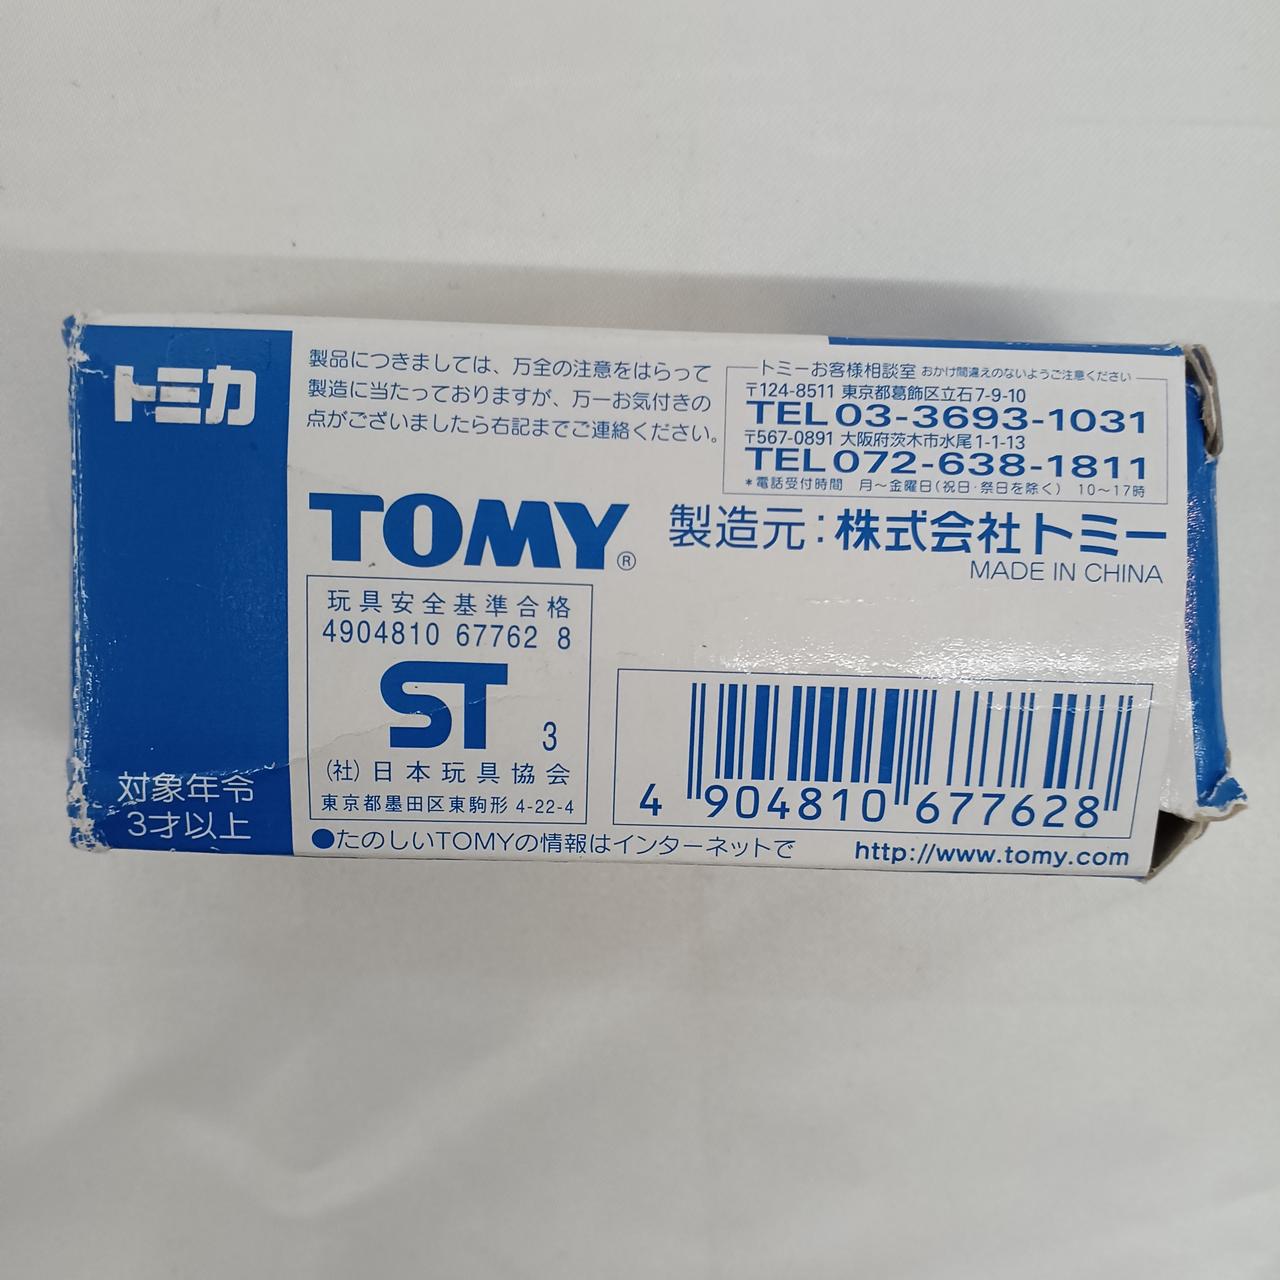 トミカ
対象年令
3才以上
製品につきましては、万全の注意をはらって
製造に当たっておりますが、万一お気付きの
点がございましたら右記までご連絡ください。
トミーお客様相談室 おかけ間違えのないようご注意ください
〒124-8511 東京都葛飾区立石7-9-10
TEL 03-3693-1031
〒567-0891 大阪府茨木市水尾1-1-13
TEL 072-638-1811
*電話受付時間 月～金曜日(祝日・祭日を除く) 10～17時
TOMY®
製造元:株式会社トミー
MADE IN CHINA
玩具安全基準合格
4904810 67762 8
ST 3
(社)日本玩具協会
東京都墨田区東駒形 4-22-4
4 904810 677628
●たのしいTOMYの情報はインターネットで http://www.tomy.com